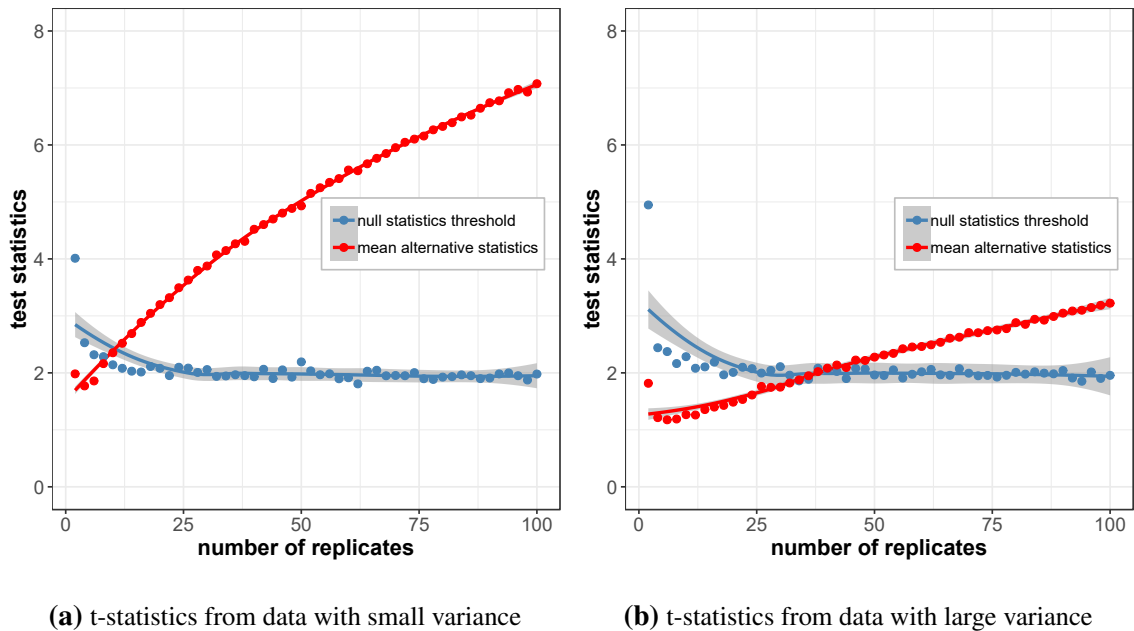 test statistics
8
6
4
2
0
null statistics threshold
mean alternative statistics
0 25 50 75 100
number of replicates
(a) t-statistics from data with small variance
test statistics
8
6
4
2
0
null statistics threshold
mean alternative statistics
0 25 50 75 100
number of replicates
(b) t-statistics from data with large variance